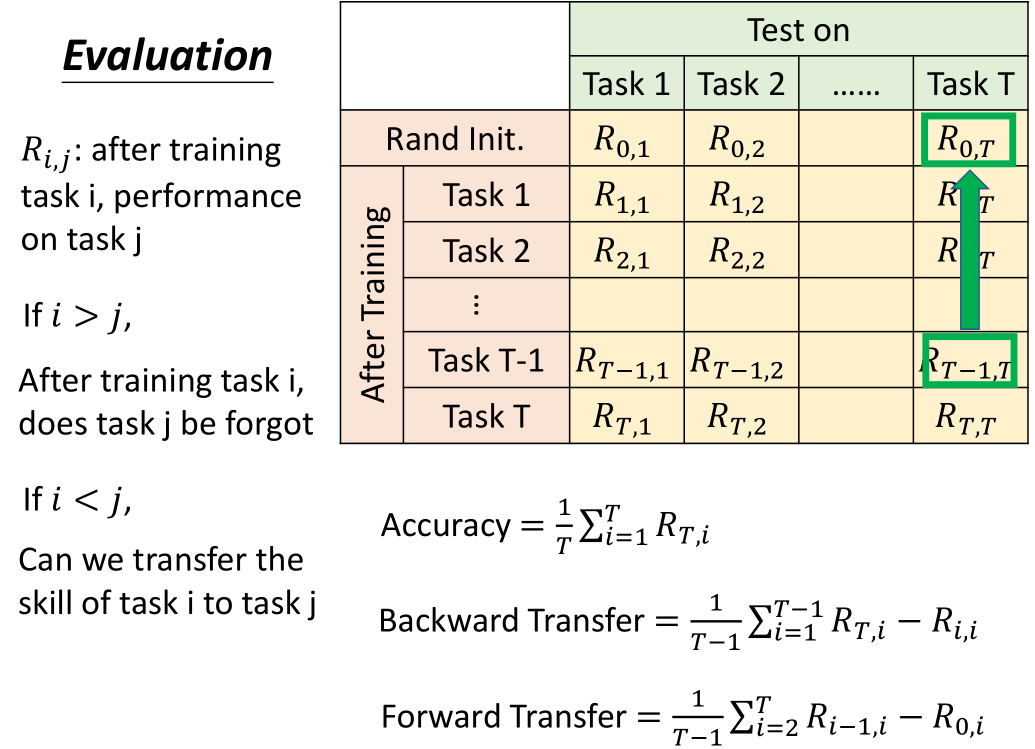 Evaluation
R_{i,j}: after training
task i, performance
on task j
If i > j,
After training task i,
does task j be forgot
If i < j,
Can we transfer the
skill of task i to task j
Test on
Task 1 Task 2 …… Task T
Rand Init. R_{0,1} R_{0,2} R_{0,T}
After Training
Task 1 R_{1,1} R_{1,2} R T
Task 2 R_{2,1} R_{2,2} R T
⋮
Task T-1 R_{T−1,1} R_{T−1,2} R_{T−1,T}
Task T R_{T,1} R_{T,2} R_{T,T}
Accuracy = \frac{1}{T} \sum_{i=1}^{T} R_{T,i}
Backward Transfer = \frac{1}{T−1} \sum_{i=1}^{T−1} R_{T,i} − R_{i,i}
Forward Transfer = \frac{1}{T−1} \sum_{i=2}^{T} R_{i−1,i} − R_{0,i}